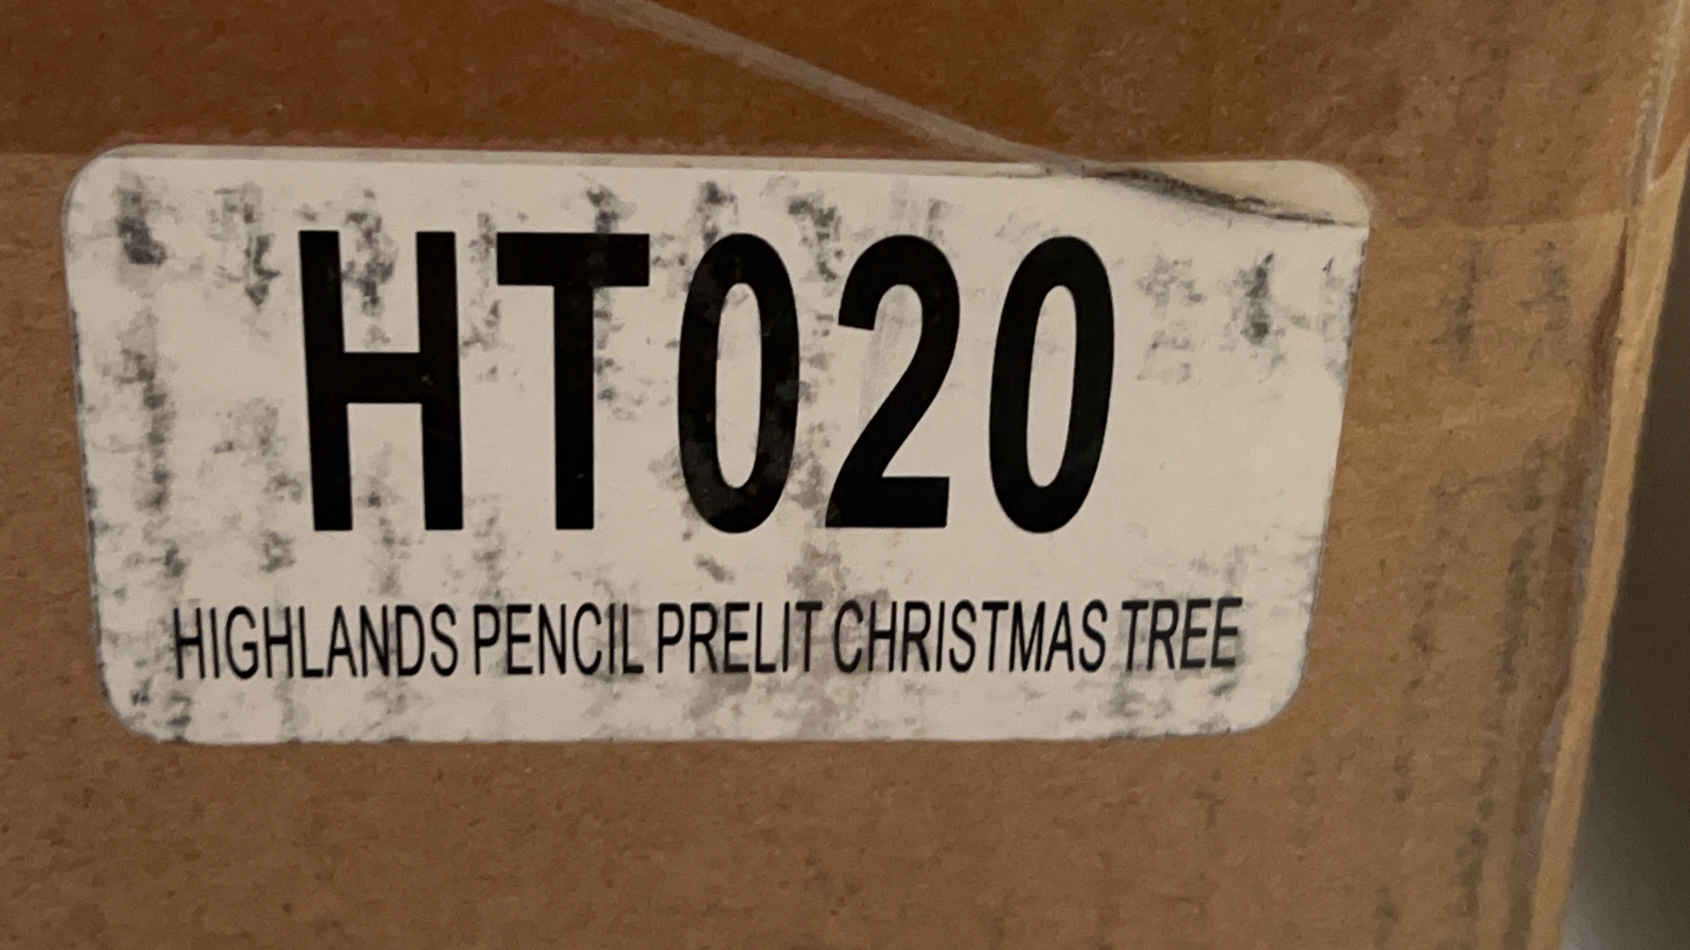 HT020
HIGHLANDS PENCIL PRELIT CHRISTMAS TREE